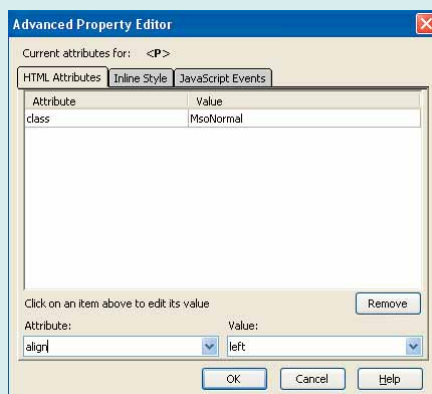 Advanced Property Editor
Current attributes for: <P>
HTML Attributes Inline Style JavaScript Events
Attribute Value
class MsoNormal
Click on an item above to edit its value Remove
Attribute: Value:
align left
OK Cancel Help